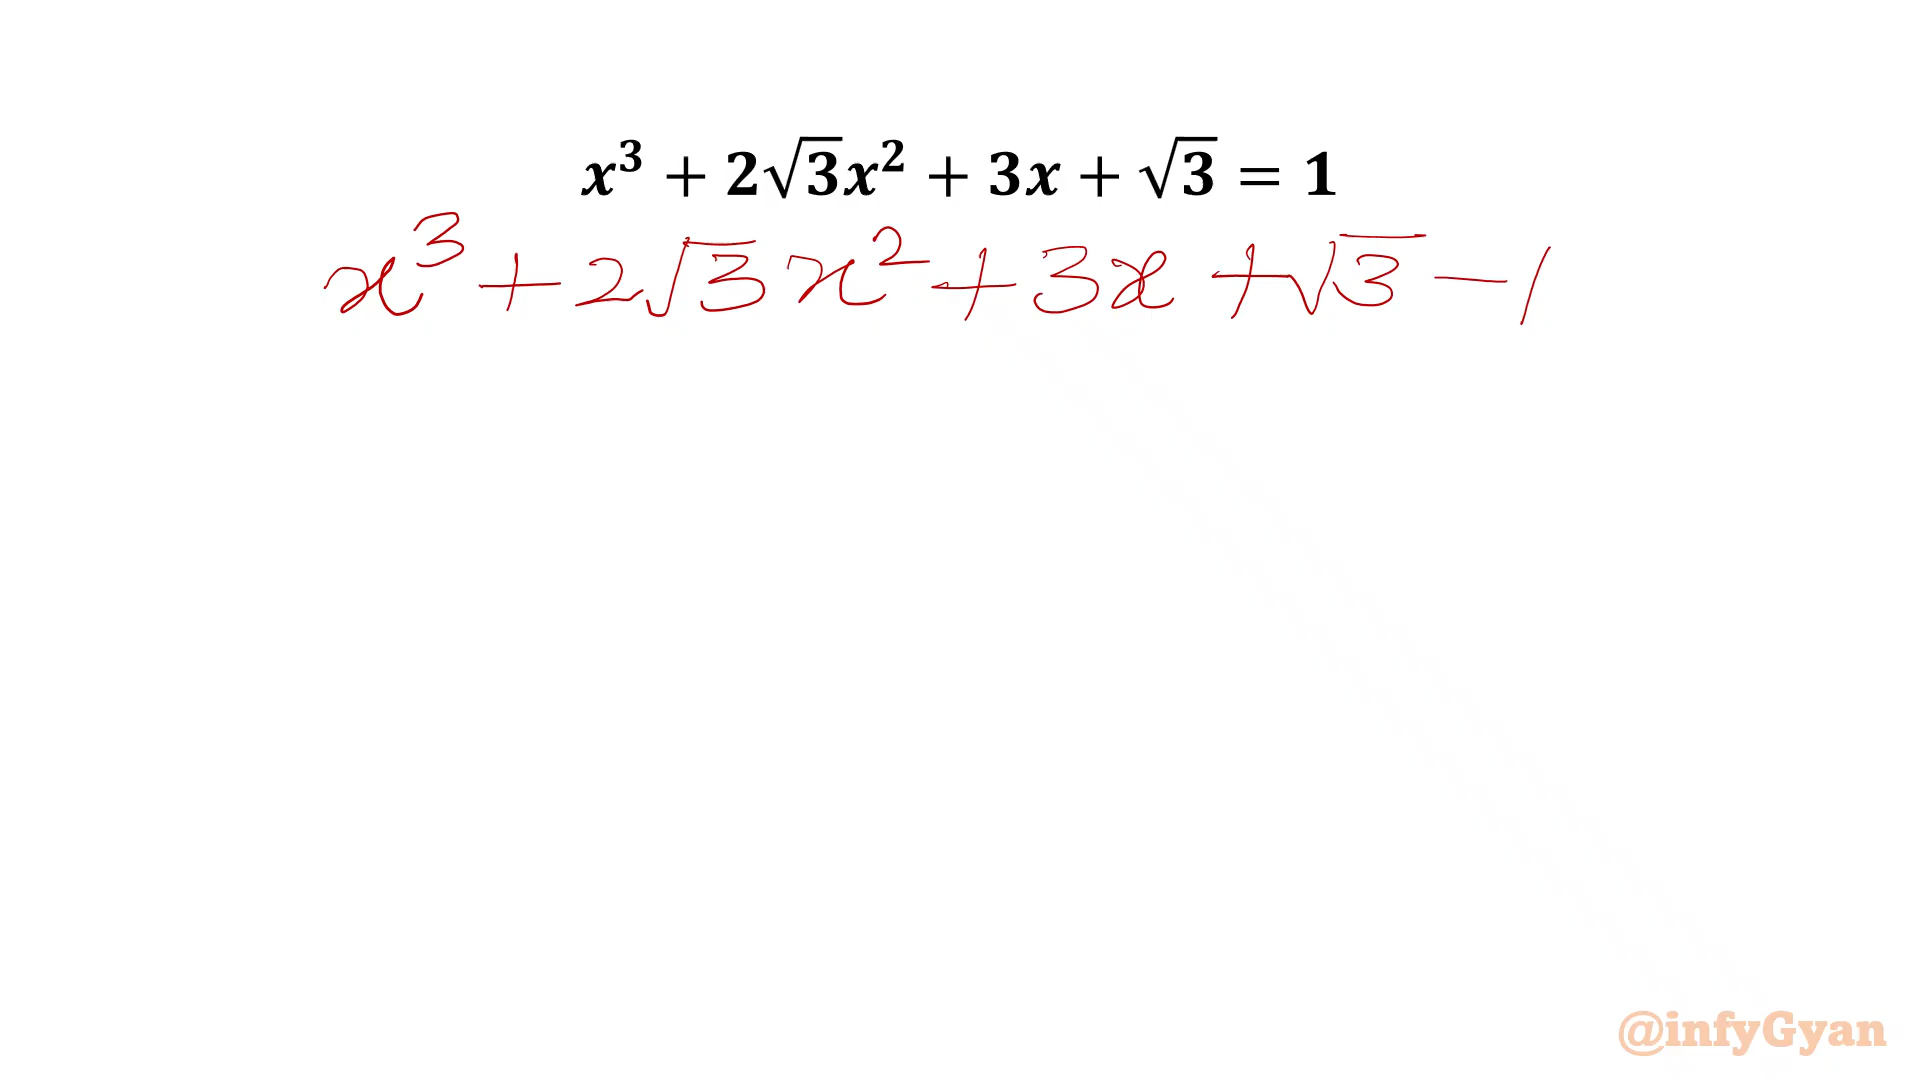 x³ + 2√3x² + 3x + √3 = 1
x³ + 2√3 x² + 3x + √3 − 1
@infyGyan